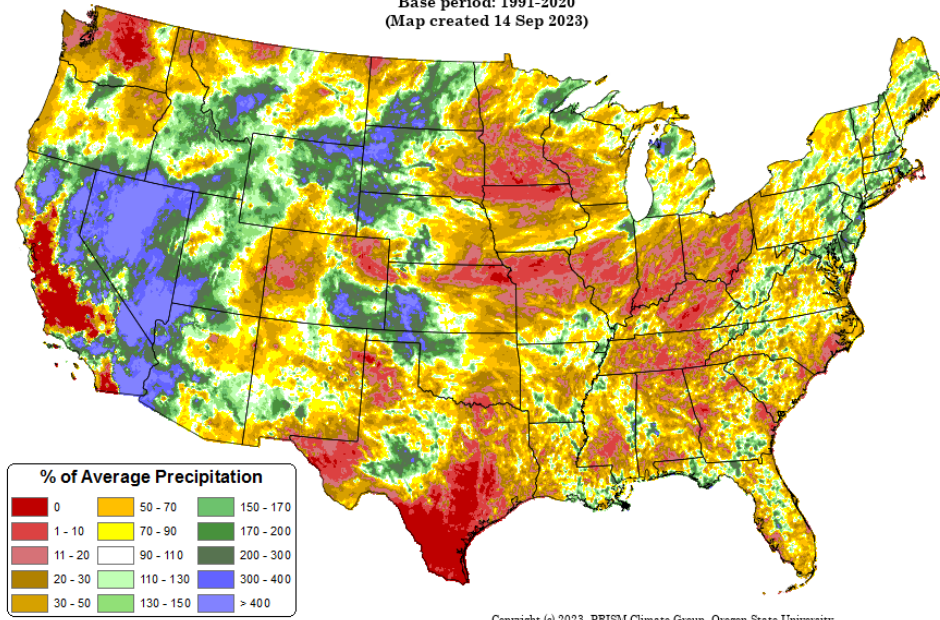 Base period: 1991-2020
(Map created 14 Sep 2023)
% of Average Precipitation
0
50 - 70
150 - 170
1 - 10
70 - 90
170 - 200
11 - 20
90 - 110
200 - 300
20 - 30
110 - 130
300 - 400
30 - 50
130 - 150
> 400
Copyright (c) 2023, PRISM Climate Group, Oregon State University